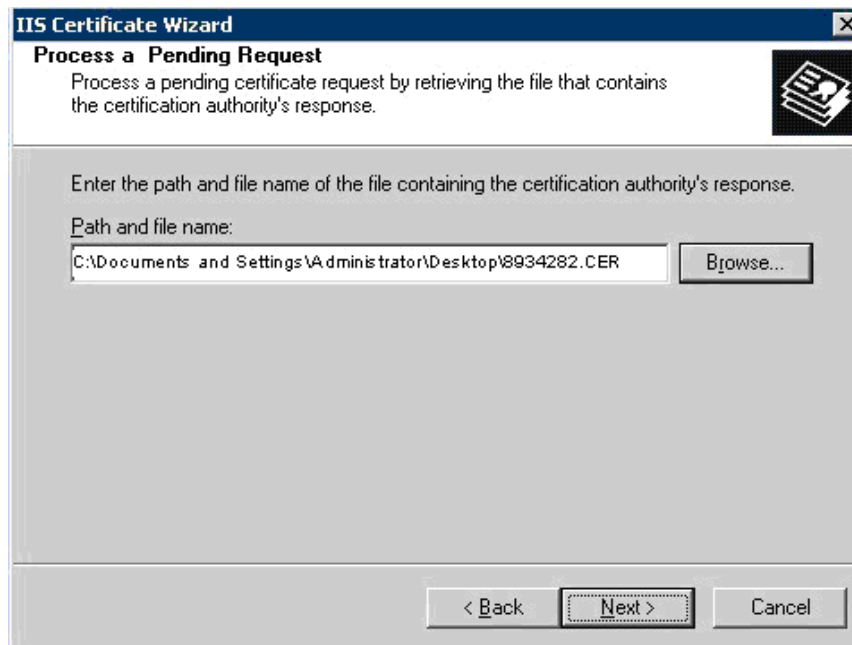 IIS Certificate Wizard
Process a Pending Request
Process a pending certificate request by retrieving the file that contains
the certification authority's response.
Enter the path and file name of the file containing the certification authority's response.
Path and file name:
C:\Documents and Settings\Administrator\Desktop\8934282.CER
Browse...
< Back
Next >
Cancel